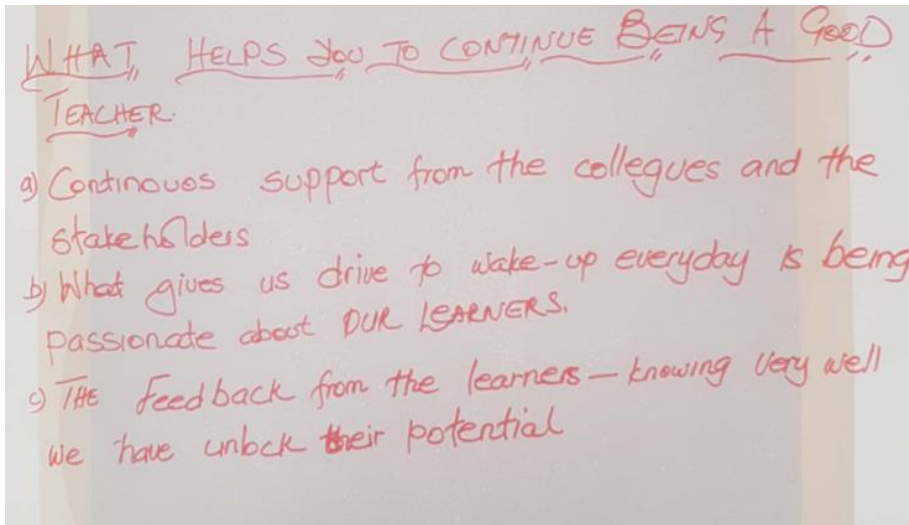 WHAT HELPS YOU TO CONTINUE BEING A GOOD
TEACHER.
a) Continouos support from the collegues and the
stakeholders
b) What gives us drive to wake-up everyday is being
passionate about OUR LEARNERS.
c) THE feedback from the learners – knowing very well
we have unlock their potential